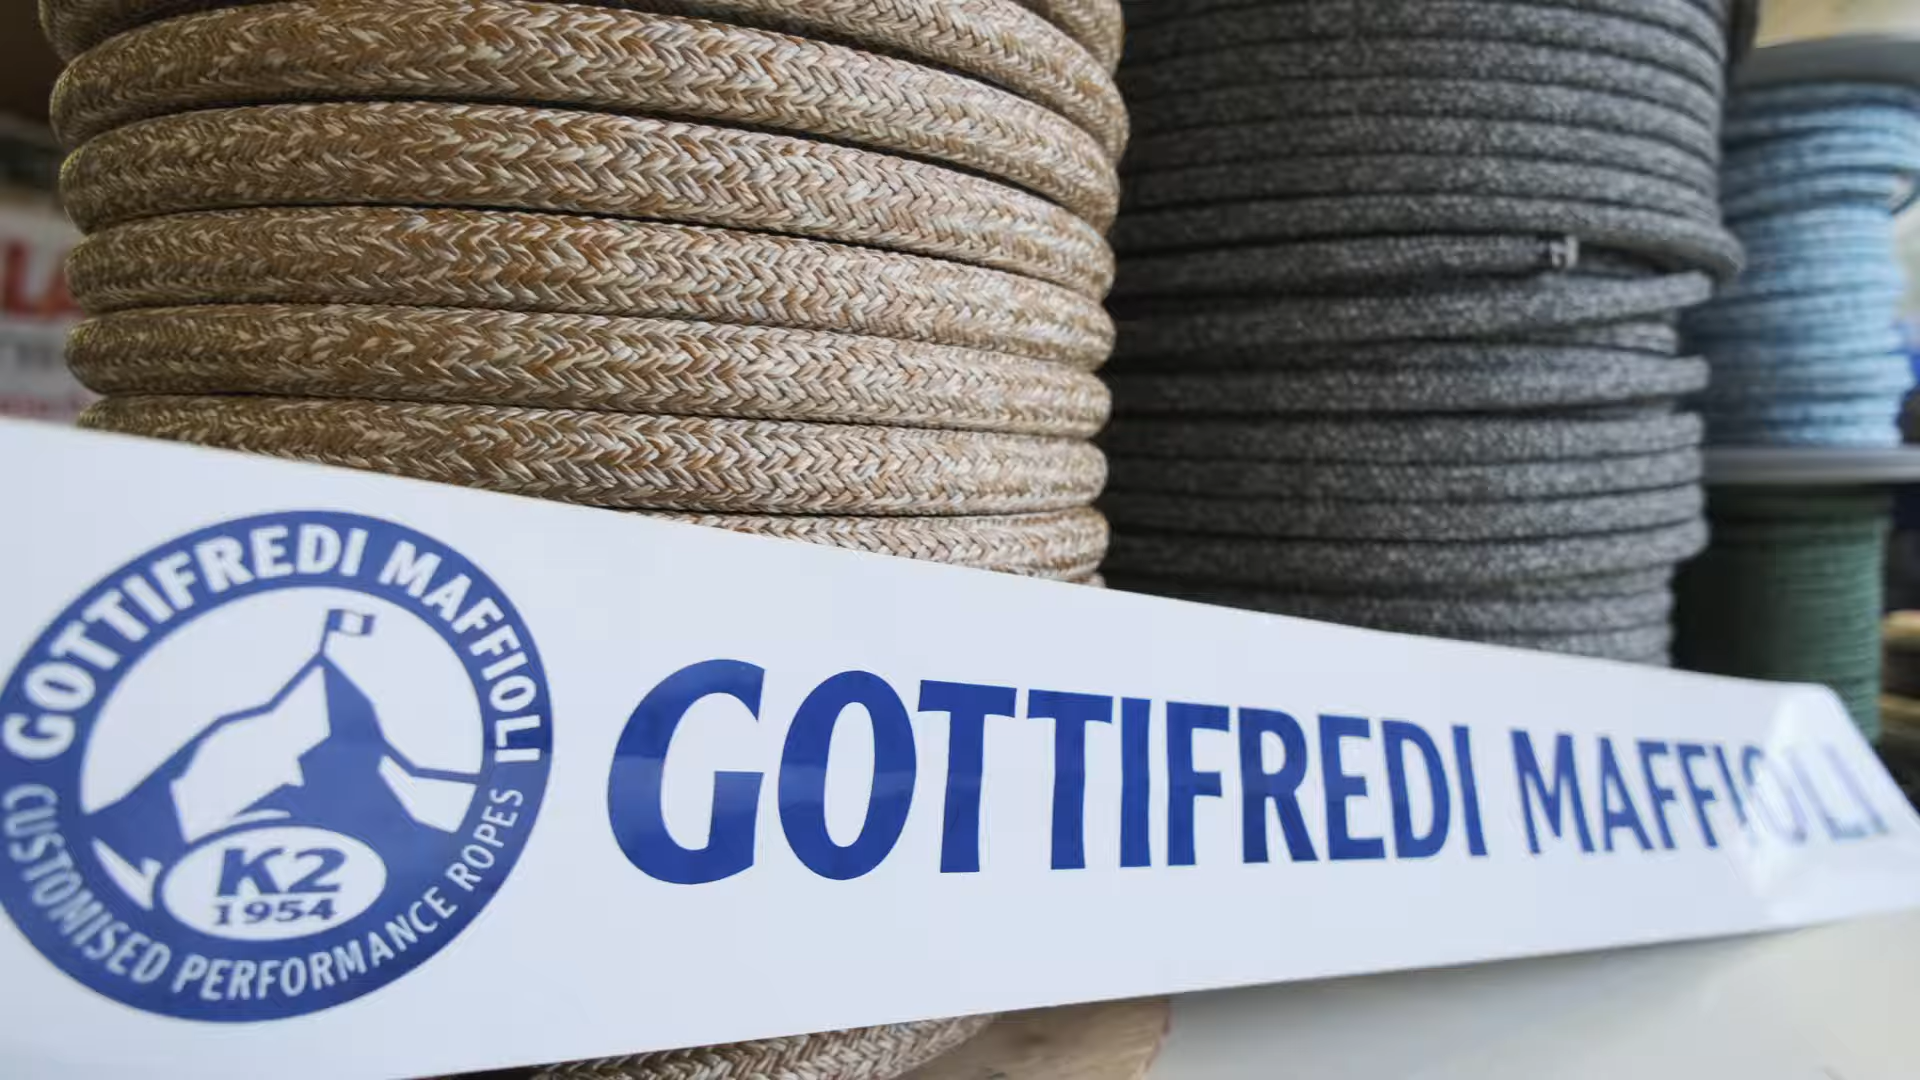 GOTTIFREDI MAFFIOLI
K2
1954
CUSTOMISED PERFORMANCE ROPES
GOTTIFREDI MAFFIOLI